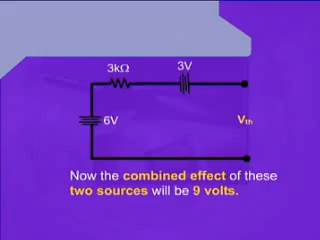 3kΩ 3V
6V Vth
Now the combined effect of these
two sources will be 9 volts.